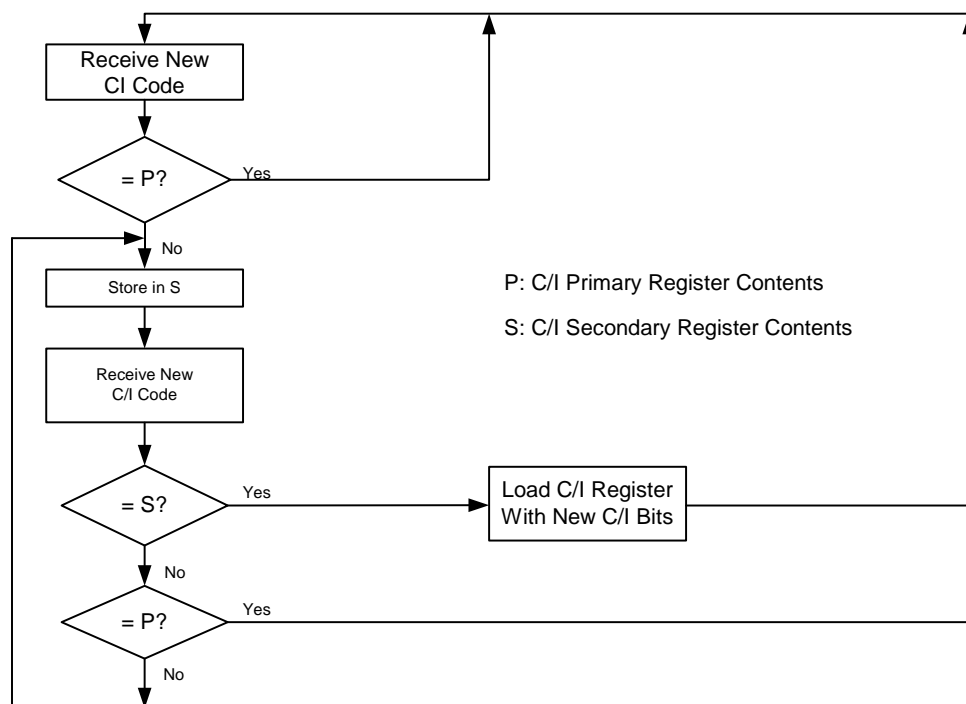 Receive New
CI Code
= P?
Yes
No
Store in S
P: C/I Primary Register Contents
S: C/I Secondary Register Contents
Receive New
C/I Code
= S?
Yes
Load C/I Register
With New C/I Bits
No
= P?
Yes
No